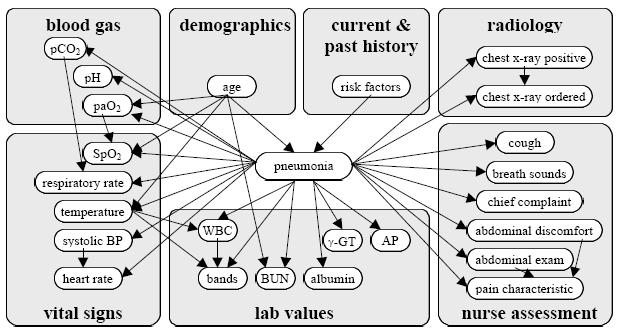 blood gas
pCO₂
pH
paO₂
demographics
age
current &
past history
risk factors
radiology
chest x-ray positive
chest x-ray ordered
pneumonia
SpO₂
respiratory rate
temperature
systolic BP
heart rate
vital signs
WBC
γ-GT
AP
bands
BUN
albumin
lab values
cough
breath sounds
chief complaint
abdominal discomfort
abdominal exam
pain characteristic
nurse assessment